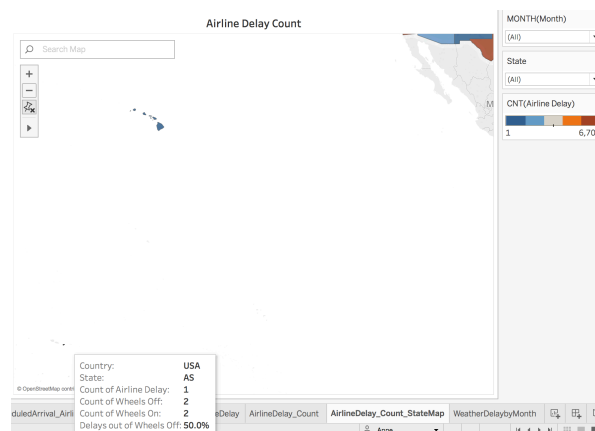 Airline Delay Count
Search Map
MONTH(Month)
(All)
State
(All)
CNT(Airline Delay)
1 6,70
M
© OpenStreetMap contri
Country: USA
State: AS
Count of Airline Delay: 1
Count of Wheels Off: 2
Count of Wheels On: 2
Delays out of Wheels Off: 50.0%
duledArrival_Airli eDelay AirlineDelay_Count AirlineDelay_Count_StateMap WeatherDelaybyMonth
Anne